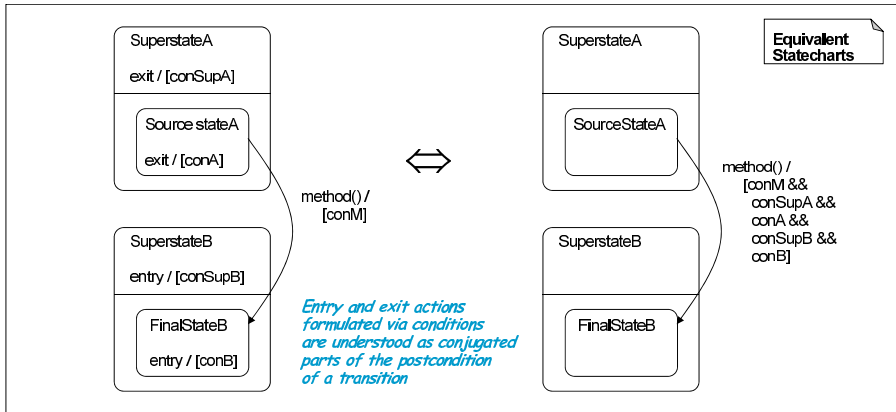 SuperstateA
exit / [conSupA]
Source stateA
exit / [conA]
method() /
[conM]
SuperstateB
entry / [conSupB]
FinalStateB
entry / [conB]
Entry and exit actions
formulated via conditions
are understood as conjugated
parts of the postcondition
of a transition
SuperstateA
SourceStateA
method() /
[conM &&
conSupA &&
conA &&
conSupB &&
conB]
SuperstateB
FinalStateB
Equivalent
Statecharts